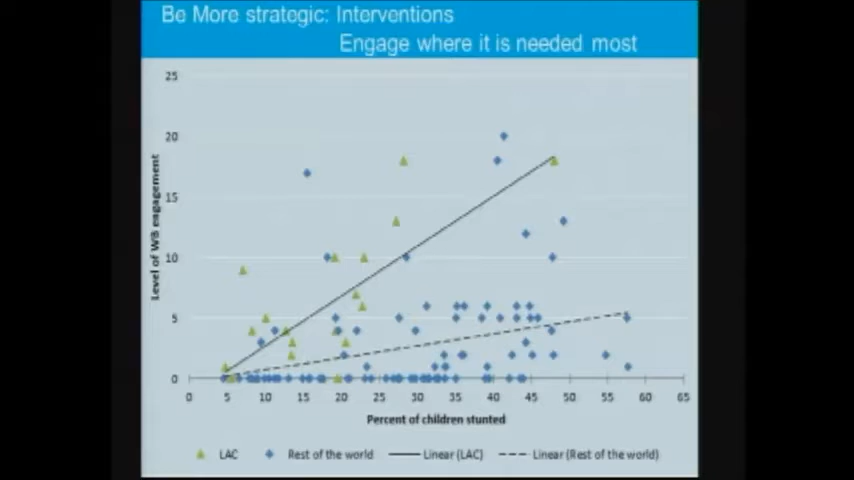 Be More strategic: Interventions
Engage where it is needed most
25
20
15
10
5
0
Level of WB engagement
0 5 10 15 20 25 30 35 40 45 50 55 60 65
Percent of children stunted
LAC Rest of the world Linear (LAC) Linear (Rest of the world)